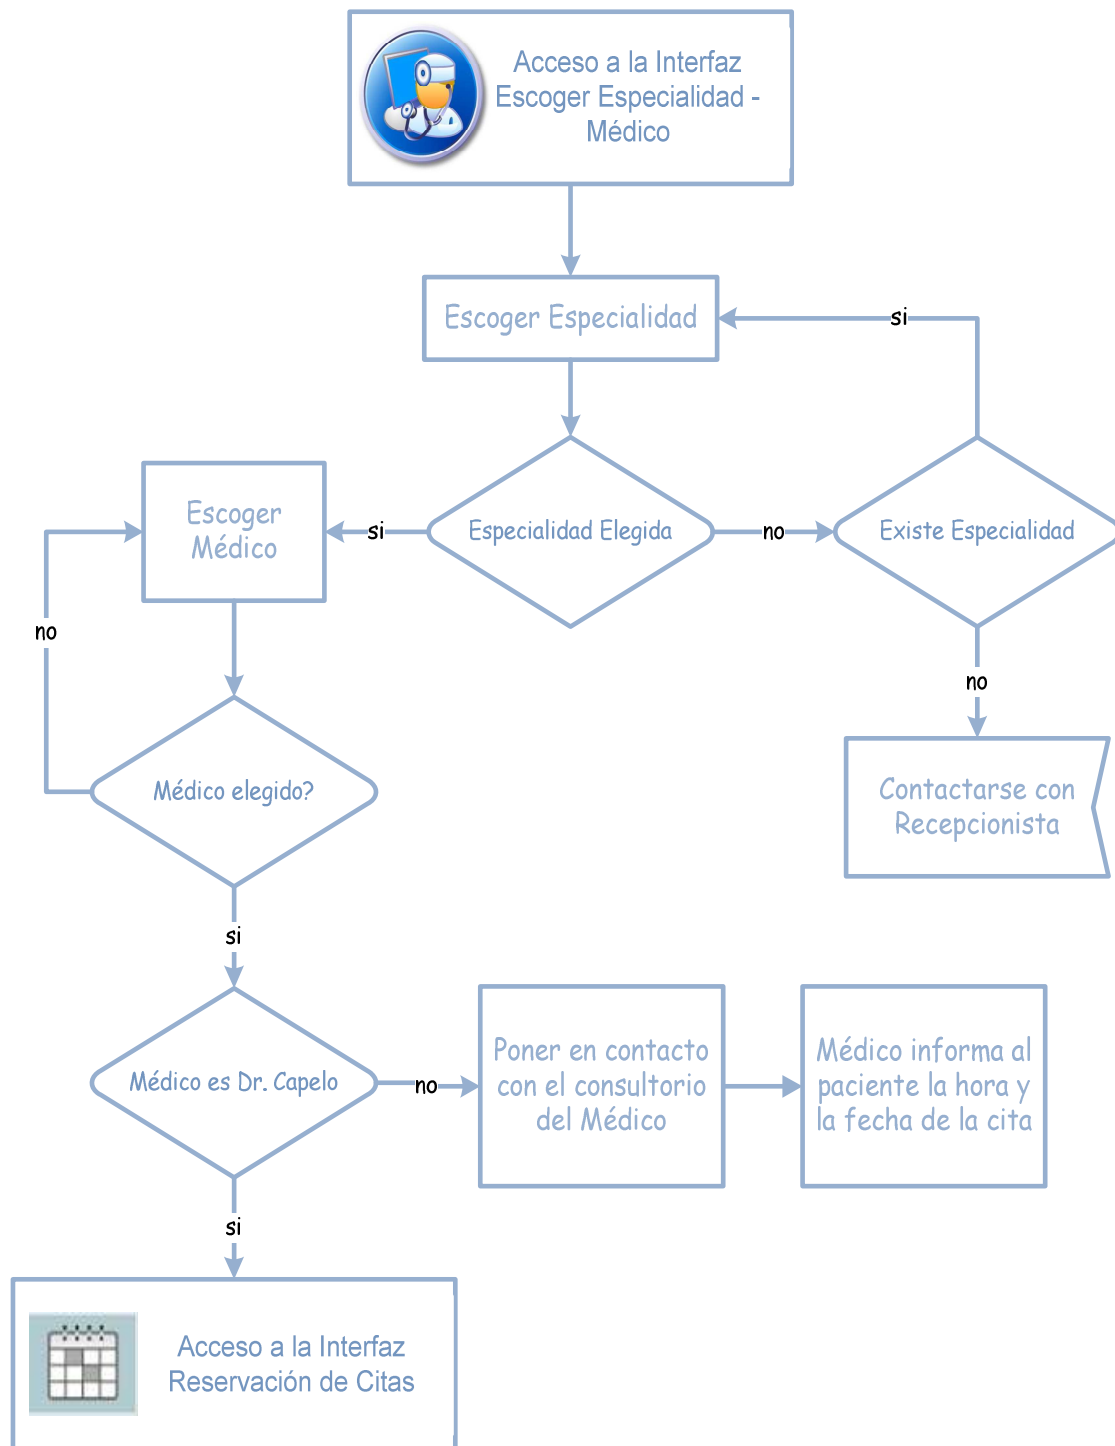 Acceso a la Interfaz
Escoger Especialidad -
Médico
Escoger Especialidad
si
Escoger
Médico
si
Especialidad Elegida
no
Existe Especialidad
no
no
Médico elegido?
Contactarse con
Recepcionista
si
Médico es Dr. Capelo
no
Poner en contacto
con el consultorio
del Médico
Médico informa al
paciente la hora y
la fecha de la cita
si
Acceso a la Interfaz
Reservación de Citas